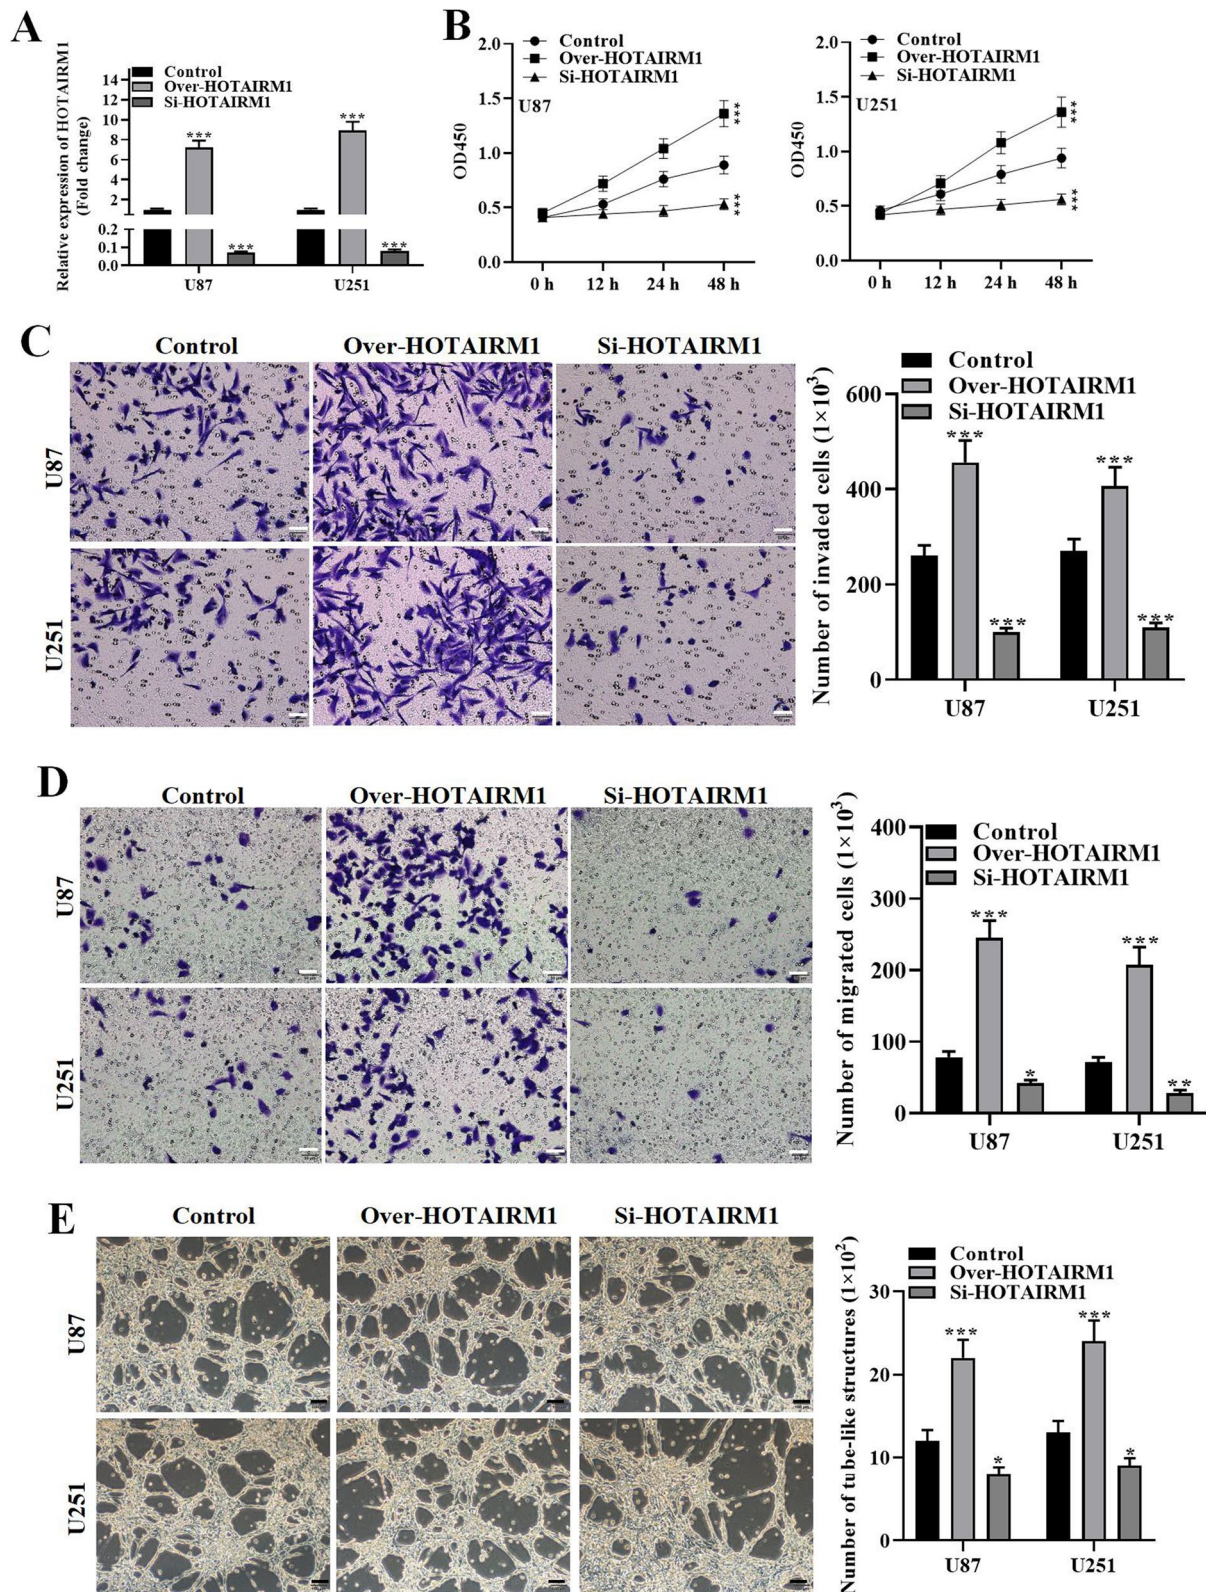 A
Relative expression of HOTAIRM1
(Fold change)
Control
Over-HOTAIRM1
Si-HOTAIRM1
14
12
10
8
6
4
2
0.2
0.1
0.0
***
***
***
***
U87
U251
B
OD450
2.0
1.5
1.0
0.5
0.0
Control
Over-HOTAIRM1
Si-HOTAIRM1
U87
***
***
0 h
12 h
24 h
48 h
OD450
2.0
1.5
1.0
0.5
0.0
Control
Over-HOTAIRM1
Si-HOTAIRM1
U251
***
***
0 h
12 h
24 h
48 h
C
Control
Over-HOTAIRM1
Si-HOTAIRM1
U87
U251
Number of invaded cells (1×10³)
Control
Over-HOTAIRM1
Si-HOTAIRM1
600
400
200
0
***
***
***
***
U87
U251
D
Control
Over-HOTAIRM1
Si-HOTAIRM1
U87
U251
Number of migrated cells (1×10³)
Control
Over-HOTAIRM1
Si-HOTAIRM1
400
300
200
100
0
***
*
***
**
U87
U251
E
Control
Over-HOTAIRM1
Si-HOTAIRM1
U87
U251
Number of tube-like structures (1×10²)
Control
Over-HOTAIRM1
Si-HOTAIRM1
30
20
10
0
***
*
***
*
U87
U251